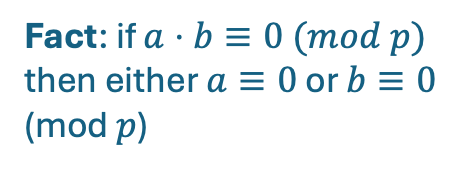 Fact: if 𝑎 · 𝑏 ≡ 0 (𝑚𝑜𝑑 𝑝)
then either 𝑎 ≡ 0 or 𝑏 ≡ 0
(mod 𝑝)